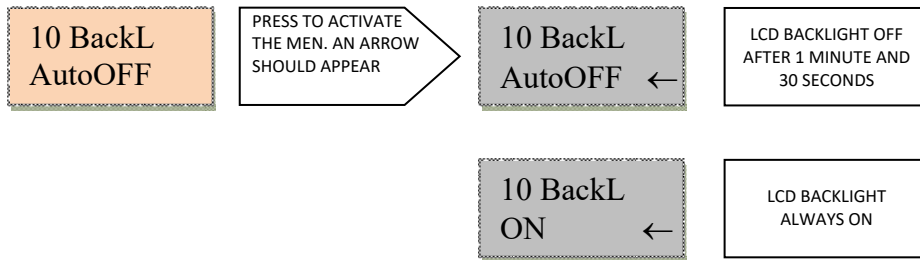 10 BackL
AutoOFF
PRESS TO ACTIVATE
THE MEN. AN ARROW
SHOULD APPEAR
10 BackL
AutoOFF ←
LCD BACKLIGHT OFF
AFTER 1 MINUTE AND
30 SECONDS
10 BackL
ON ←
LCD BACKLIGHT
ALWAYS ON